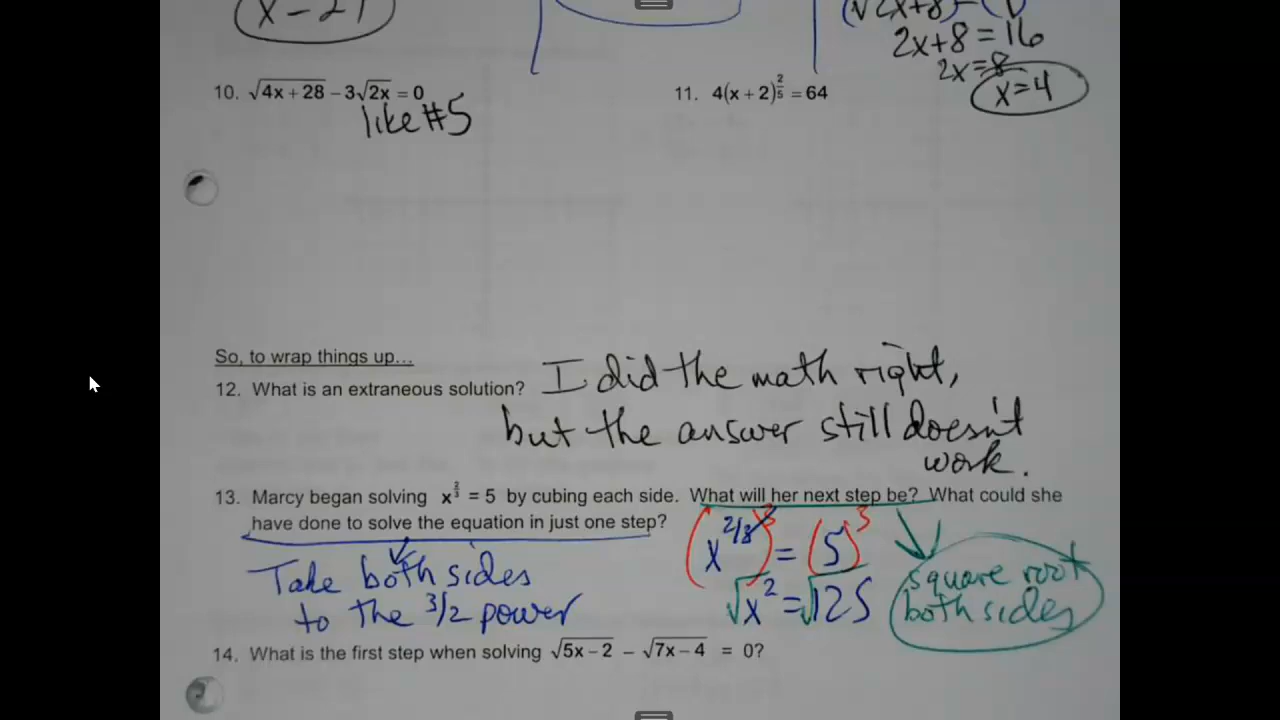 x = 21
(√2x+8) = (√
2x+8 = 16
2x = 8
x=4
10. √4x + 28 − 3√2x = 0
like #5
11. 4(x + 2)^2/5 = 64
So, to wrap things up…
12. What is an extraneous solution?
I did the math right,
but the answer still doesn't
work.
13. Marcy began solving x^2/3 = 5 by cubing each side. What will her next step be? What could she
have done to solve the equation in just one step?
(x^2/3)^3 = (5)^3
√x^2 = √125
square root
both sides
Take both sides
to the 3/2 power
14. What is the first step when solving √5x − 2 − √7x − 4 = 0?